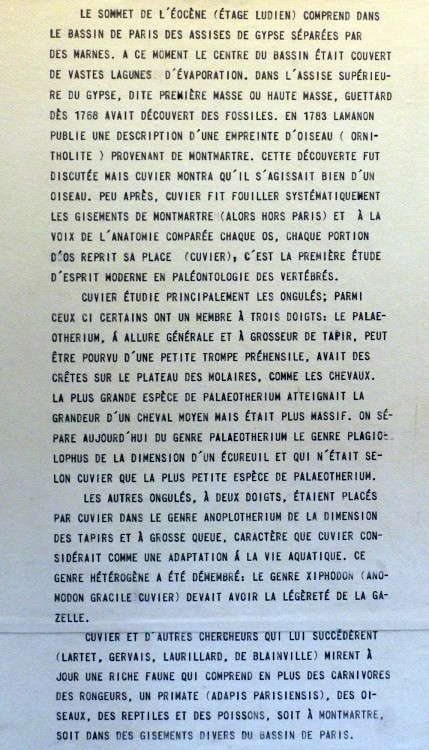 LE SOMMET DE L'ÉOCÈNE (ÉTAGE LUDIEN) COMPREND DANS
LE BASSIN DE PARIS DES ASSISES DE GYPSE SÉPARÉES PAR
DES MARNES. A CE MOMENT LE CENTRE DU BASSIN ÉTAIT COUVERT
DE VASTES LAGUNES D'ÉVAPORATION. DANS L'ASSISE SUPÉRIEU-
RE DU GYPSE, DITE PREMIÈRE MASSE OU HAUTE MASSE, GUETTARD
DÈS 1768 AVAIT DÉCOUVERT DES FOSSILES. EN 1783 LAMANON
PUBLIE UNE DESCRIPTION D'UNE EMPREINTE D'OISEAU ( ORNI-
THOLITE ) PROVENANT DE MONTMARTRE. CETTE DÉCOUVERTE FUT
DISCUTÉE MAIS CUVIER MONTRA QU'IL S'AGISSAIT BIEN D'UN
OISEAU. PEU APRÈS, CUVIER FIT FOUILLER SYSTÉMATIQUEMENT
LES GISEMENTS DE MONTMARTRE (ALORS HORS PARIS) ET À LA
VOIX DE L'ANATOMIE COMPARÉE CHAQUE OS, CHAQUE PORTION
D'OS REPRIT SA PLACE (CUVIER), C'EST LA PREMIÈRE ÉTUDE
D'ESPRIT MODERNE EN PALÉONTOLOGIE DES VERTÉBRÉS.
CUVIER ÉTUDIE PRINCIPALEMENT LES ONGULÉS; PARMI
CEUX CI CERTAINS ONT UN MEMBRE À TROIS DOIGTS: LE PALAE-
OTHERIUM, Á ALLURE GÉNÉRALE ET À GROSSEUR DE TAPIR, PEUT
ÊTRE POURVU D'UNE PETITE TROMPE PRÉHENSILE, AVAIT DES
CRÊTES SUR LE PLATEAU DES MOLAIRES, COMME LES CHEVAUX.
LA PLUS GRANDE ESPÈCE DE PALAEOTHERIUM ATTEIGNAIT LA
GRANDEUR D'UN CHEVAL MOYEN MAIS ÉTAIT PLUS MASSIF. ON SÉ-
PARE AUJOURD'HUI DU GENRE PALAEOTHERIUM LE GENRE PLAGIO-
LOPHUS DE LA DIMENSION D'UN ÉCUREUIL ET QUI N'ÉTAIT SE-
LON CUVIER QUE LA PLUS PETITE ESPÈCE DE PALAEOTHERIUM.
LES AUTRES ONGULÉS, À DEUX DOIGTS, ÉTAIENT PLACÉS
PAR CUVIER DANS LE GENRE ANOPLOTHERIUM DE LA DIMENSION
DES TAPIRS ET À GROSSE QUEUE, CARACTÈRE QUE CUVIER CON-
SIDÉRAIT COMME UNE ADAPTATION Á LA VIE AQUATIQUE. CE
GENRE HÉTÉROGÈNE A ÉTÉ DÉMEMBRÉ: LE GENRE XIPHODON (ANO-
MODON GRACILE CUVIER) DEVAIT AVOIR LA LÉGÈRETÉ DE LA GA-
ZELLE.
CUVIER ET D'AUTRES CHERCHEURS QUI LUI SUCCÉDÈRENT
(LARTET, GERVAIS, LAURILLARD, DE BLAINVILLE) MIRENT À
JOUR UNE RICHE FAUNE QUI COMPREND EN PLUS DES CARNIVORES
DES RONGEURS, UN PRIMATE (ADAPIS PARISIENSIS), DES OI-
SEAUX, DES REPTILES ET DES POISSONS, SOIT À MONTMARTRE,
SOIT DANS DES GISEMENTS DIVERS DU BASSIN DE PARIS.